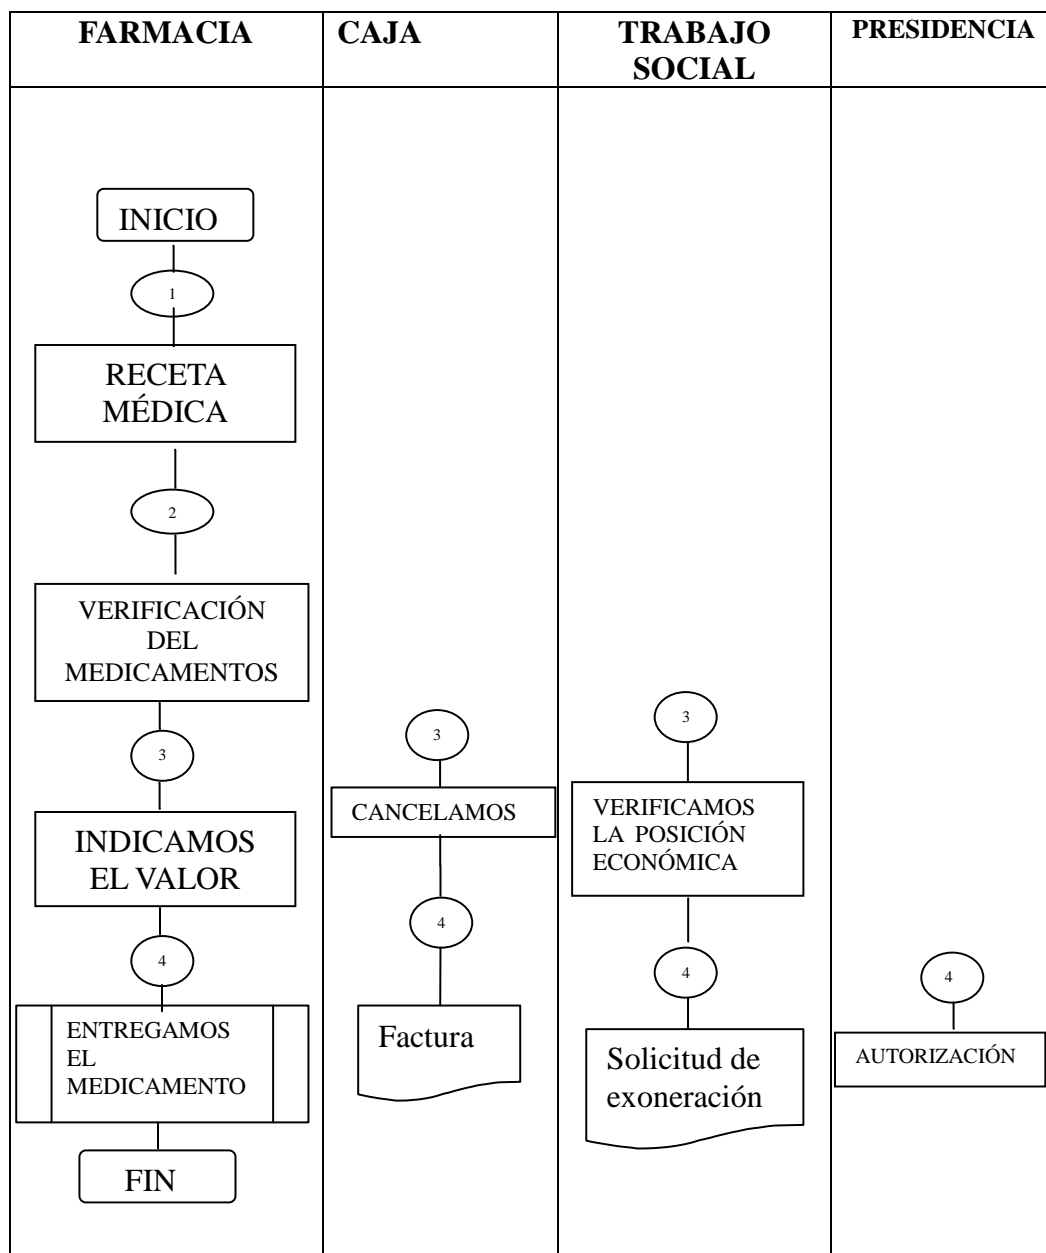 FARMACIA
CAJA
TRABAJO
SOCIAL
PRESIDENCIA
INICIO
1
RECETA
MÉDICA
2
VERIFICACIÓN
DEL
MEDICAMENTOS
3
INDICAMOS
EL VALOR
4
ENTREGAMOS
EL
MEDICAMENTO
FIN
3
CANCELAMOS
4
Factura
3
VERIFICAMOS
LA POSICIÓN
ECONÓMICA
4
Solicitud de
exoneración
4
AUTORIZACIÓN